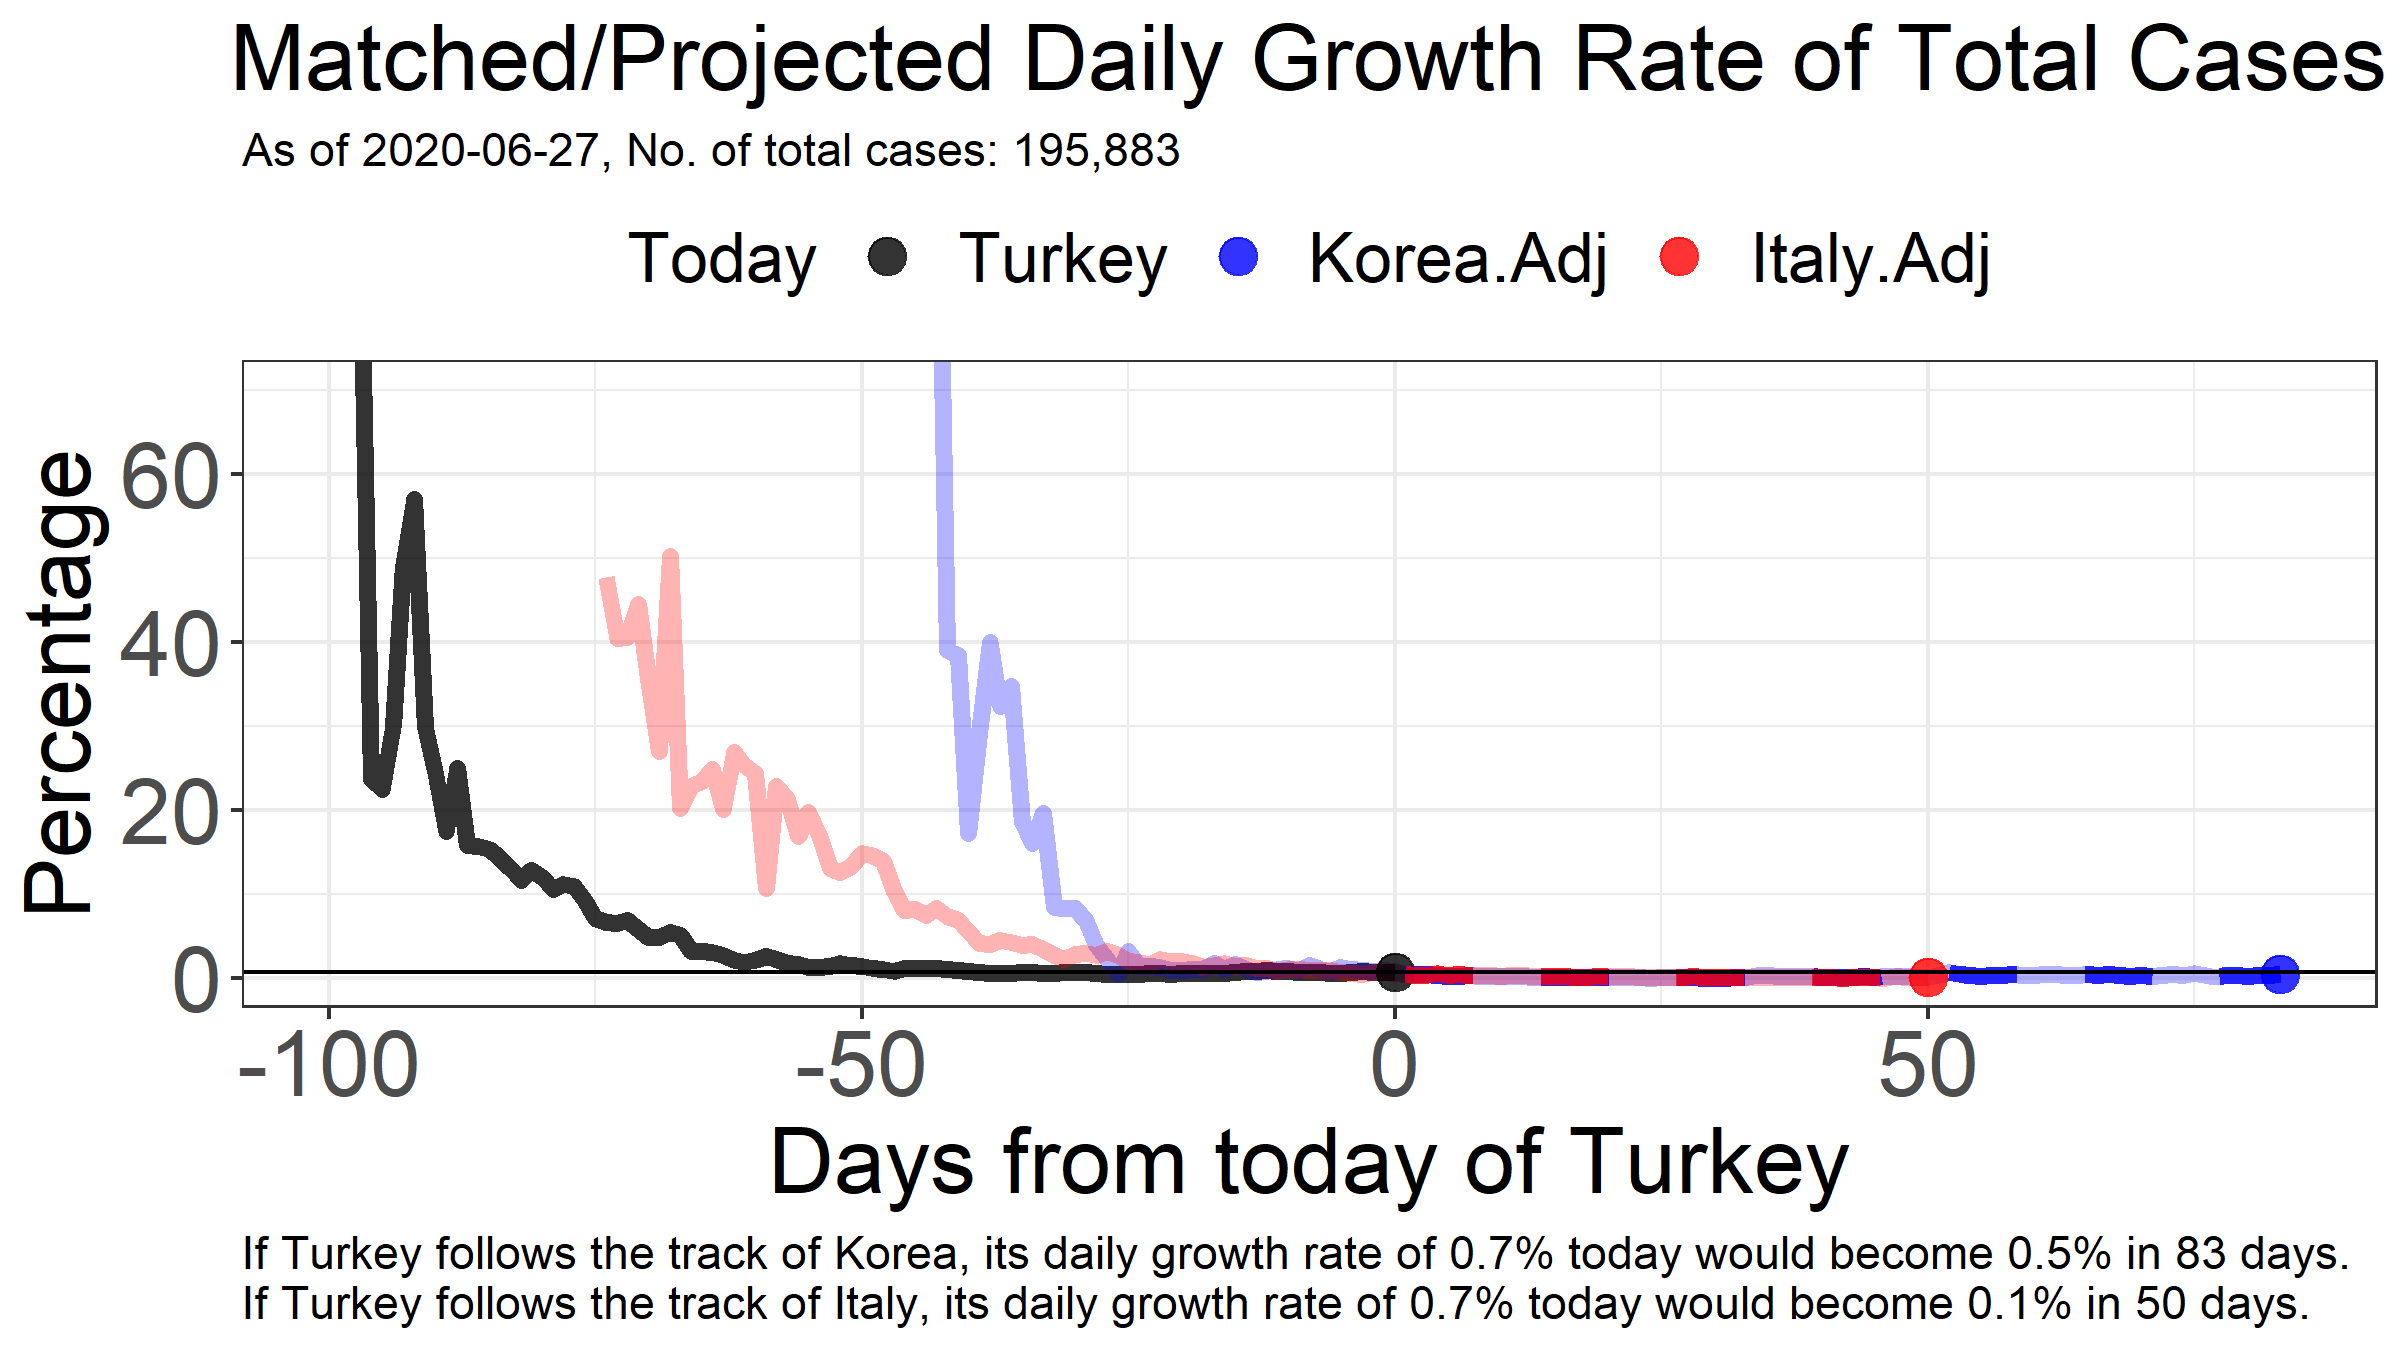 Matched/Projected Daily Growth Rate of Total Cases
As of 2020-06-27, No. of total cases: 195,883
Today Turkey Korea.Adj Italy.Adj
Percentage
60
40
20
0
-100 -50 0 50
Days from today of Turkey
If Turkey follows the track of Korea, its daily growth rate of 0.7% today would become 0.5% in 83 days.
If Turkey follows the track of Italy, its daily growth rate of 0.7% today would become 0.1% in 50 days.